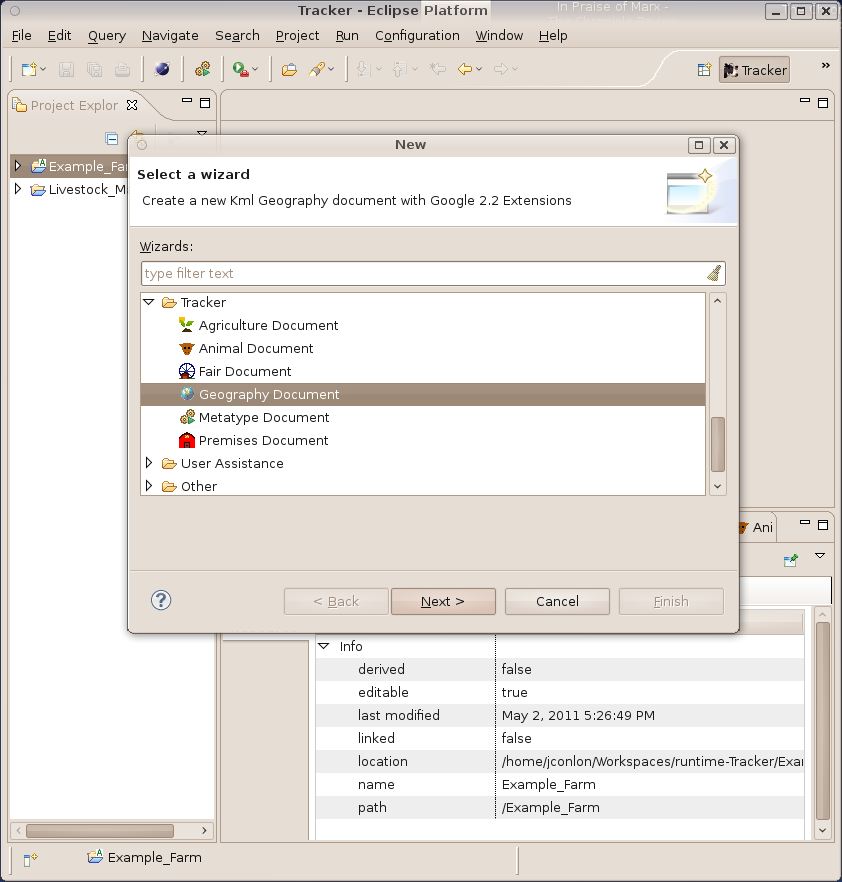 In Praise of Marx -
Tracker - Eclipse Platform
File Edit Query Navigate Search Project Run Configuration Window Help
Tracker
»
Project Explor
Example_Far
Livestock_Ma
New
Select a wizard
Create a new Kml Geography document with Google 2.2 Extensions
Wizards:
type filter text
Tracker
Agriculture Document
Animal Document
Fair Document
Geography Document
Metatype Document
Premises Document
User Assistance
Other
Ani
? < Back Next > Cancel Finish
Info
derived false
editable true
last modified May 2, 2011 5:26:49 PM
linked false
location /home/jconlon/Workspaces/runtime-Tracker/Exar
name Example_Farm
path /Example_Farm
Example_Farm